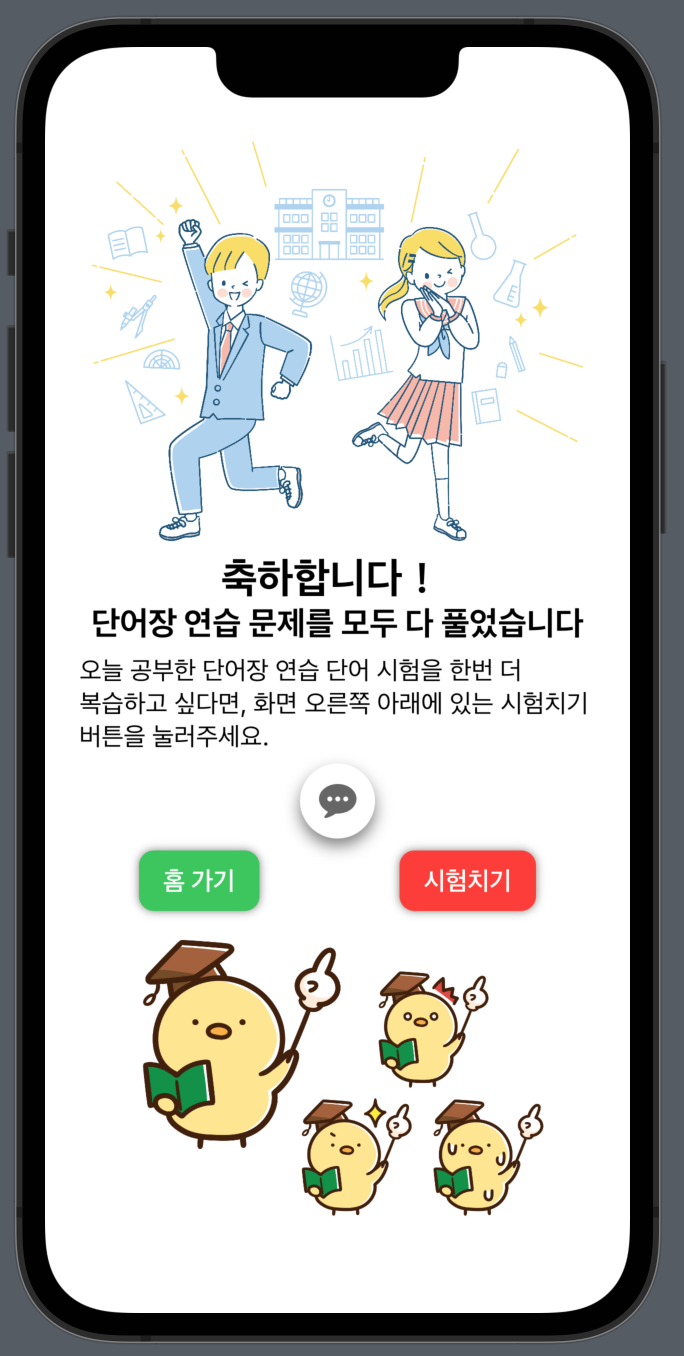 축하합니다 !
단어장 연습 문제를 모두 다 풀었습니다
오늘 공부한 단어장 연습 단어 시험을 한번 더
복습하고 싶다면, 화면 오른쪽 아래에 있는 시험치기
버튼을 눌러주세요.
홈 가기
시험치기